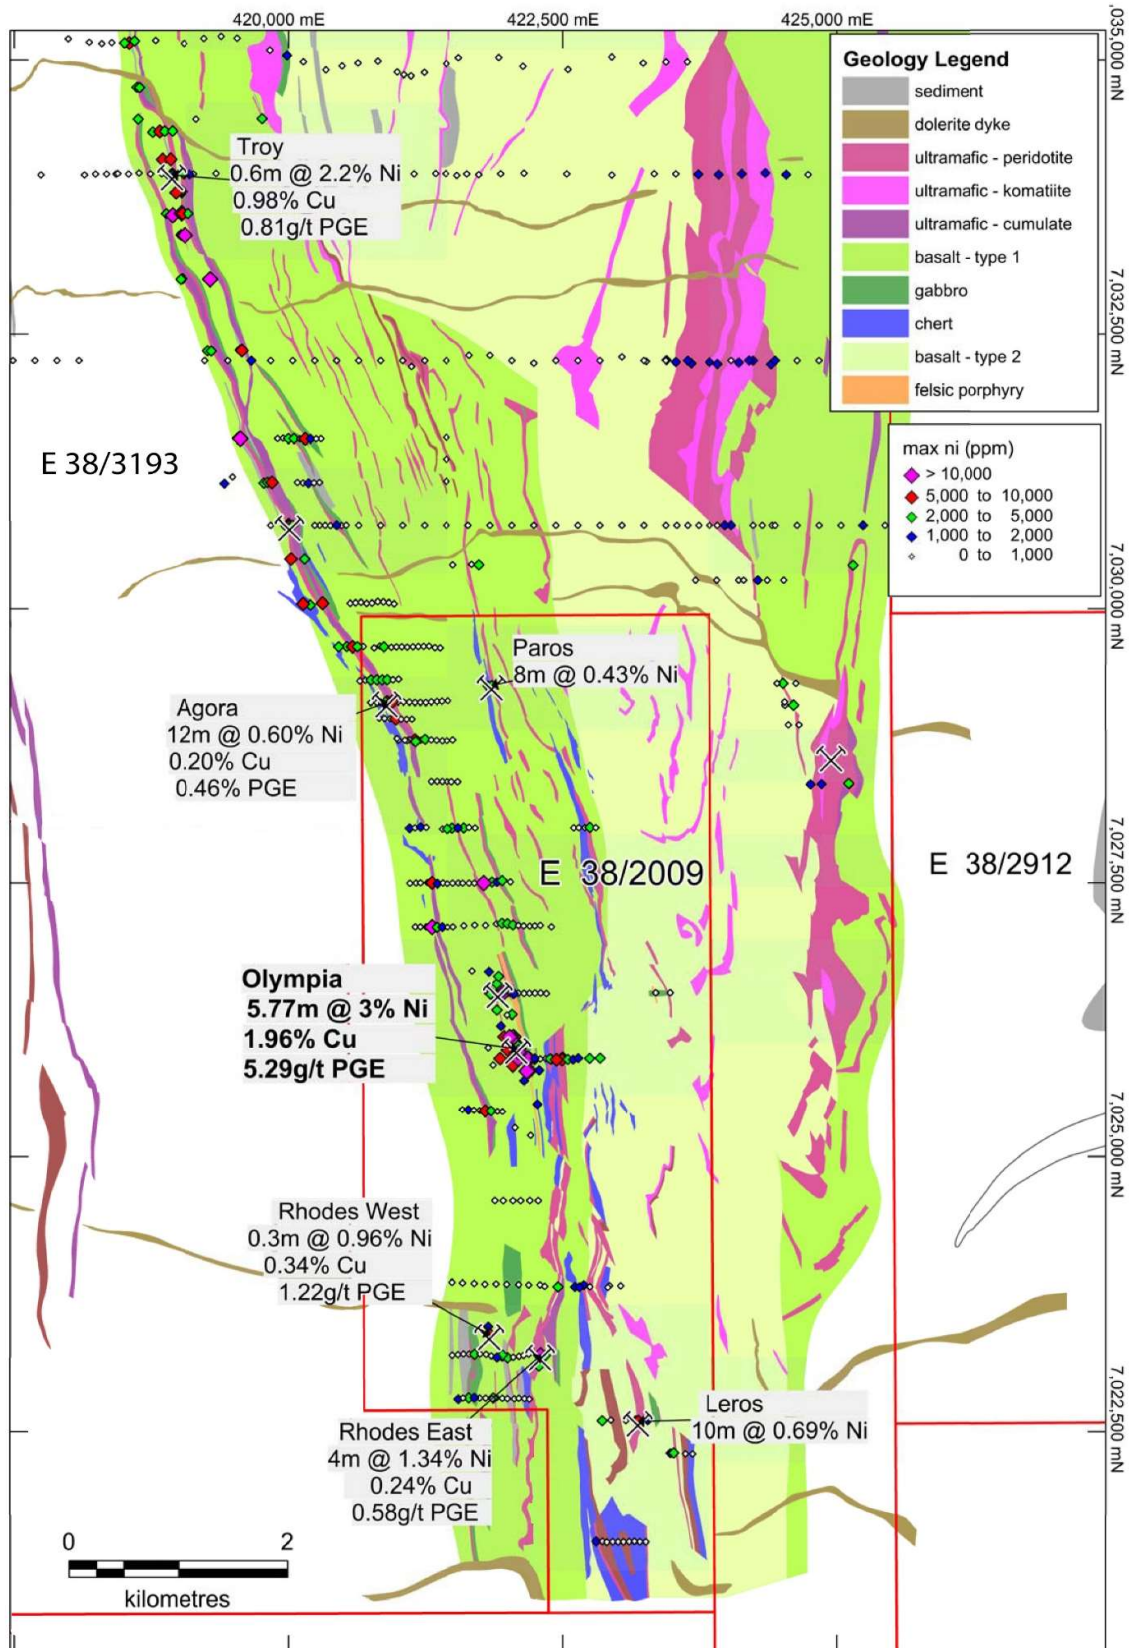 420,000 mE
422,500 mE
425,000 mE
,035,000 mN
Geology Legend
sediment
dolerite dyke
ultramafic - peridotite
ultramafic - komatiite
ultramafic - cumulate
basalt - type 1
gabbro
chert
basalt - type 2
felsic porphyry
Troy
0.6m @ 2.2% Ni
0.98% Cu
0.81g/t PGE
7,032,500 mN
E 38/3193
max ni (ppm)
> 10,000
5,000 to 10,000
2,000 to 5,000
1,000 to 2,000
0 to 1,000
7,030,000 mN
Paros
8m @ 0.43% Ni
Agora
12m @ 0.60% Ni
0.20% Cu
0.46% PGE
E 38/2009
E 38/2912
7,027,500 mN
Olympia
5.77m @ 3% Ni
1.96% Cu
5.29g/t PGE
7,025,000 mN
Rhodes West
0.3m @ 0.96% Ni
0.34% Cu
1.22g/t PGE
Leros
10m @ 0.69% Ni
7,022,500 mN
Rhodes East
4m @ 1.34% Ni
0.24% Cu
0.58g/t PGE
0 2
kilometres